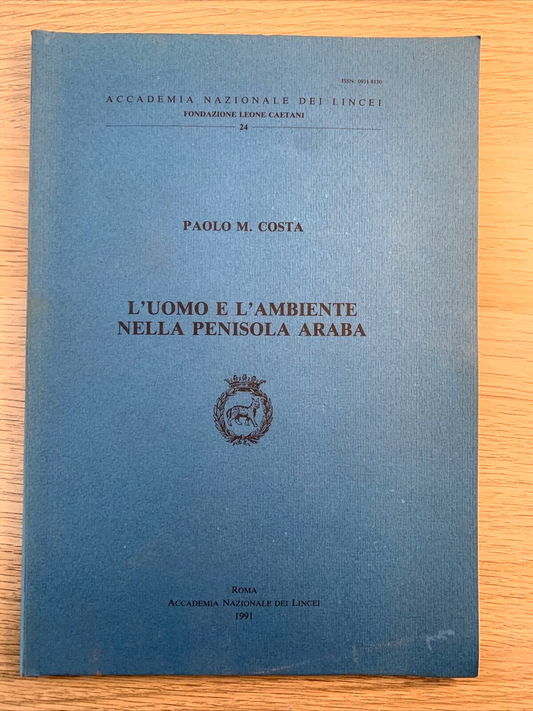 ISSN: 0391-8130
ACCADEMIA NAZIONALE DEI LINCEI
FONDAZIONE LEONE CAETANI
24
PAOLO M. COSTA
L'UOMO E L'AMBIENTE
NELLA PENISOLA ARABA
ROMA
ACCADEMIA NAZIONALE DEI LINCEI
1991